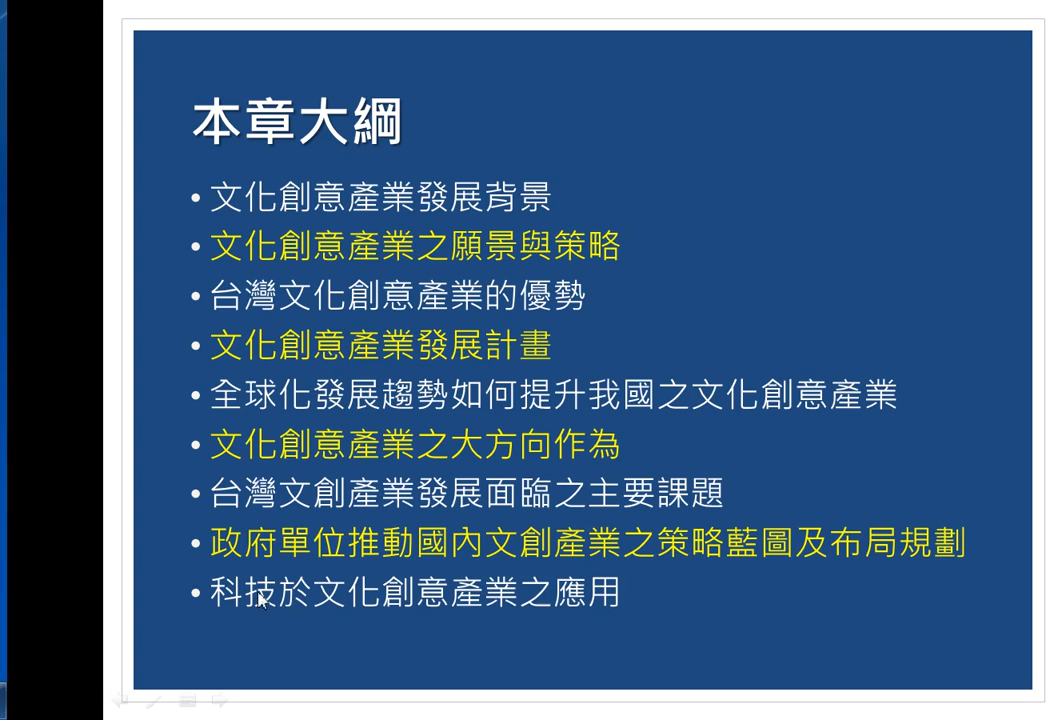 本章大綱
• 文化創意產業發展背景
• 文化創意產業之願景與策略
• 台灣文化創意產業的優勢
• 文化創意產業發展計畫
• 全球化發展趨勢如何提升我國之文化創意產業
• 文化創意產業之大方向作為
• 台灣文創產業發展面臨之主要課題
• 政府單位推動國內文創產業之策略藍圖及布局規劃
• 科技於文化創意產業之應用